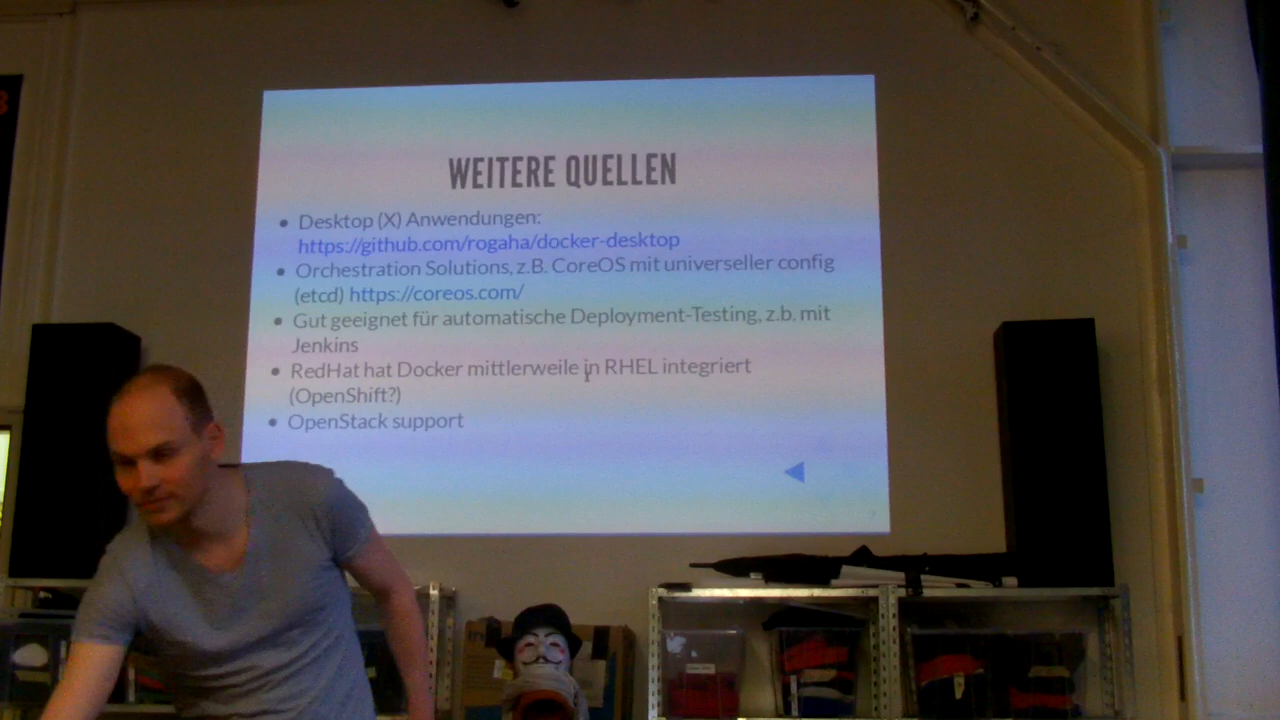 WEITERE QUELLEN
Desktop (X) Anwendungen:
https://github.com/rogaha/docker-desktop
Orchestration Solutions, z.B. CoreOS mit universeller config
(etcd) https://coreos.com/
Gut geeignet für automatische Deployment-Testing, z.b. mit
Jenkins
RedHat hat Docker mittlerweile in RHEL integriert
(OpenShift?)
OpenStack support